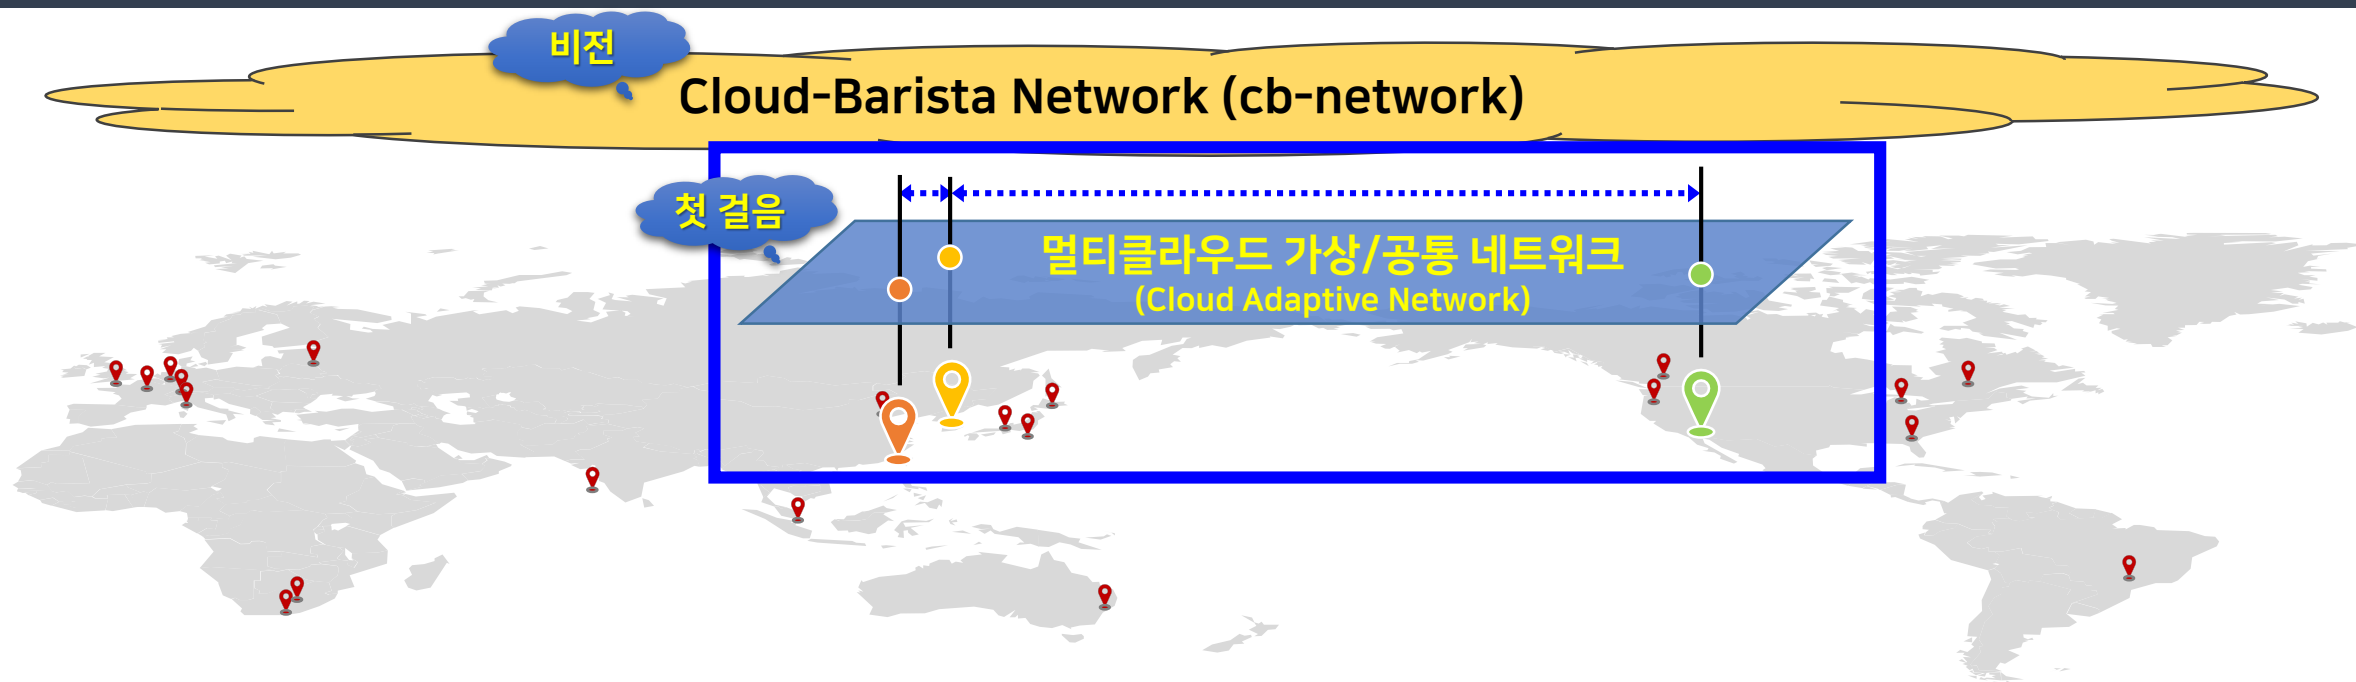 비전
Cloud-Barista Network (cb-network)
첫 걸음
멀티클라우드 가상/공통 네트워크
(Cloud Adaptive Network)